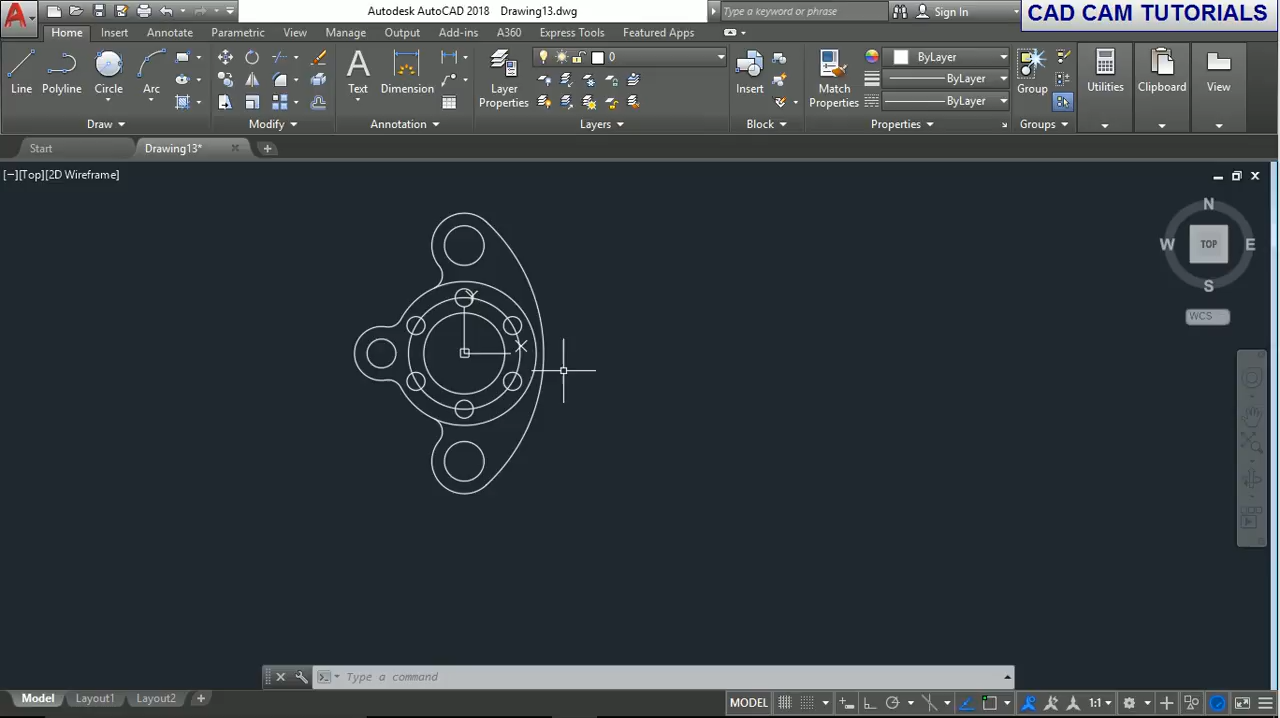 Autodesk AutoCAD 2018 Drawing13.dwg
Type a keyword or phrase
Sign In
CAD CAM TUTORIALS
Home Insert Annotate Parametric View Manage Output Add-ins A360 Express Tools Featured Apps
Line Polyline Circle Arc
Text Dimension
Layer Properties
0
Insert
Match Properties
ByLayer
ByLayer
ByLayer
Group
Utilities Clipboard View
Draw Modify Annotation Layers Block Properties Groups
Start Drawing13*
[−][Top][2D Wireframe]
N
W TOP E
S
WCS
Y
X
Type a command
Model Layout1 Layout2
MODEL 1:1